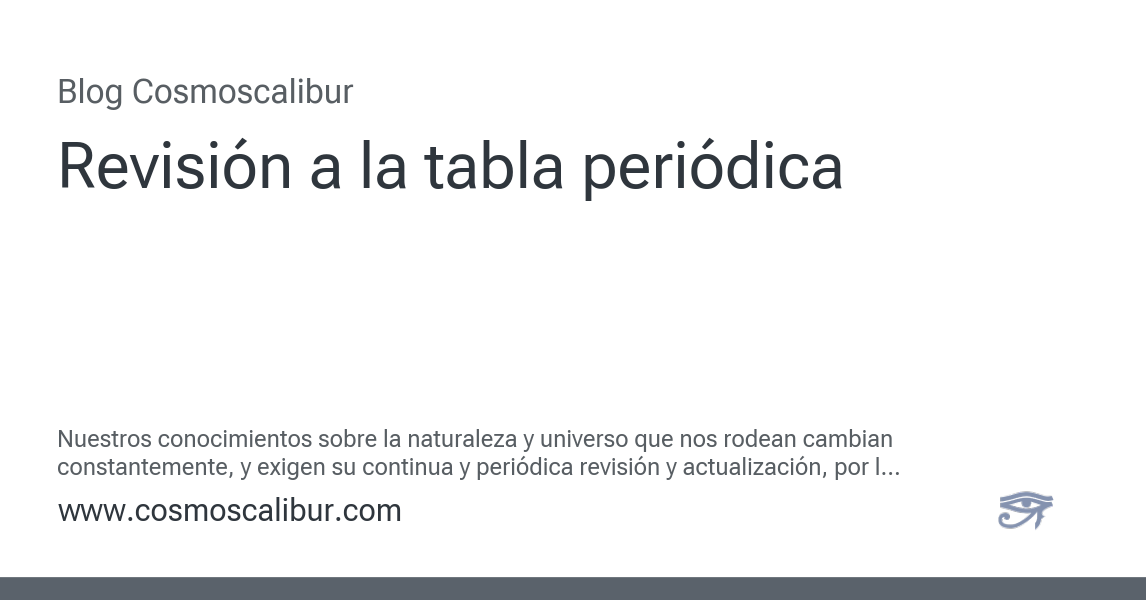 Blog Cosmoscalibur
Revisión a la tabla periódica
Nuestros conocimientos sobre la naturaleza y universo que nos rodean cambian
constantemente, y exigen su continua y periódica revisión y actualización, por l...
www.cosmoscalibur.com